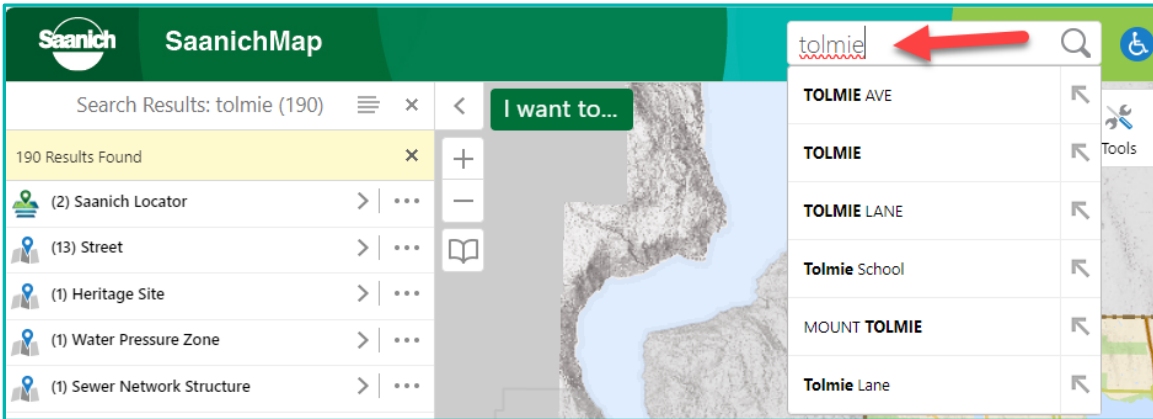 Saanich
SaanichMap
tolmie
Search Results: tolmie (190)
I want to...
190 Results Found
(2) Saanich Locator
(13) Street
(1) Heritage Site
(1) Water Pressure Zone
(1) Sewer Network Structure
TOLMIE AVE
TOLMIE
TOLMIE LANE
Tolmie School
MOUNT TOLMIE
Tolmie Lane
Tools